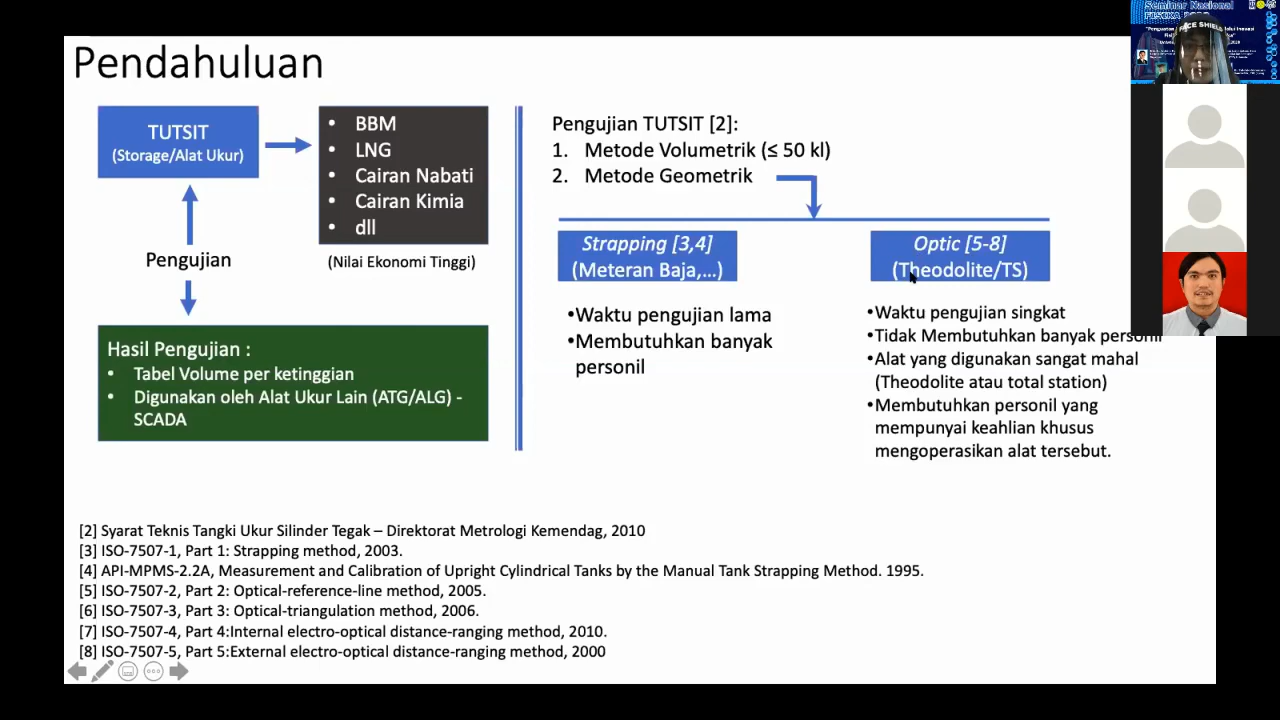 Pendahuluan
TUTSIT
(Storage/Alat Ukur)
• BBM
• LNG
• Cairan Nabati
• Cairan Kimia
• dll
(Nilai Ekonomi Tinggi)
Pengujian
Hasil Pengujian :
• Tabel Volume per ketinggian
• Digunakan oleh Alat Ukur Lain (ATG/ALG) -
SCADA
Pengujian TUTSIT [2]:
1. Metode Volumetrik (≤ 50 kl)
2. Metode Geometrik
Strapping [3,4]
(Meteran Baja,...)
•Waktu pengujian lama
•Membutuhkan banyak
personil
Optic [5-8]
(Theodolite/TS)
•Waktu pengujian singkat
•Tidak Membutuhkan banyak personil
•Alat yang digunakan sangat mahal
(Theodolite atau total station)
•Membutuhkan personil yang
mempunyai keahlian khusus
mengoperasikan alat tersebut.
[2] Syarat Teknis Tangki Ukur Silinder Tegak – Direktorat Metrologi Kemendag, 2010
[3] ISO-7507-1, Part 1: Strapping method, 2003.
[4] API-MPMS-2.2A, Measurement and Calibration of Upright Cylindrical Tanks by the Manual Tank Strapping Method. 1995.
[5] ISO-7507-2, Part 2: Optical-reference-line method, 2005.
[6] ISO-7507-3, Part 3: Optical-triangulation method, 2006.
[7] ISO-7507-4, Part 4:Internal electro-optical distance-ranging method, 2010.
[8] ISO-7507-5, Part 5:External electro-optical distance-ranging method, 2000
Seminar Nasional
FACE SHIELD